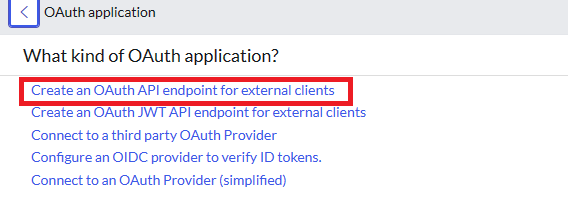 OAuth application
What kind of OAuth application?
Create an OAuth API endpoint for external clients
Create an OAuth JWT API endpoint for external clients
Connect to a third party OAuth Provider
Configure an OIDC provider to verify ID tokens.
Connect to an OAuth Provider (simplified)